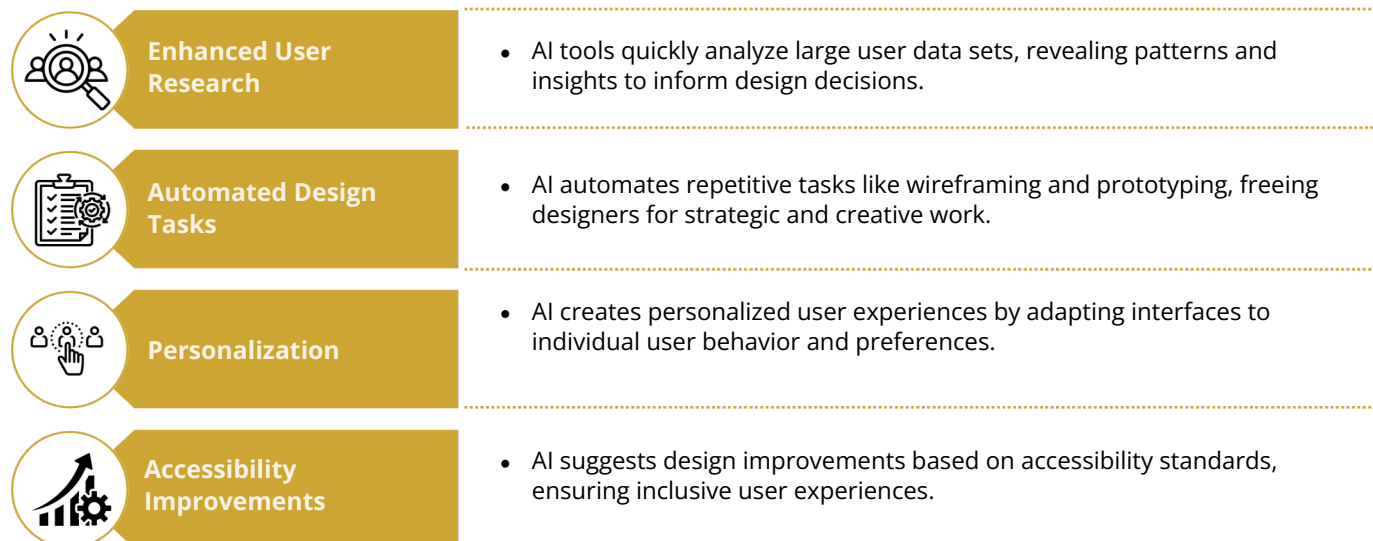 Enhanced User
Research
• AI tools quickly analyze large user data sets, revealing patterns and
insights to inform design decisions.
Automated Design
Tasks
• AI automates repetitive tasks like wireframing and prototyping, freeing
designers for strategic and creative work.
Personalization
• AI creates personalized user experiences by adapting interfaces to
individual user behavior and preferences.
Accessibility
Improvements
• AI suggests design improvements based on accessibility standards,
ensuring inclusive user experiences.